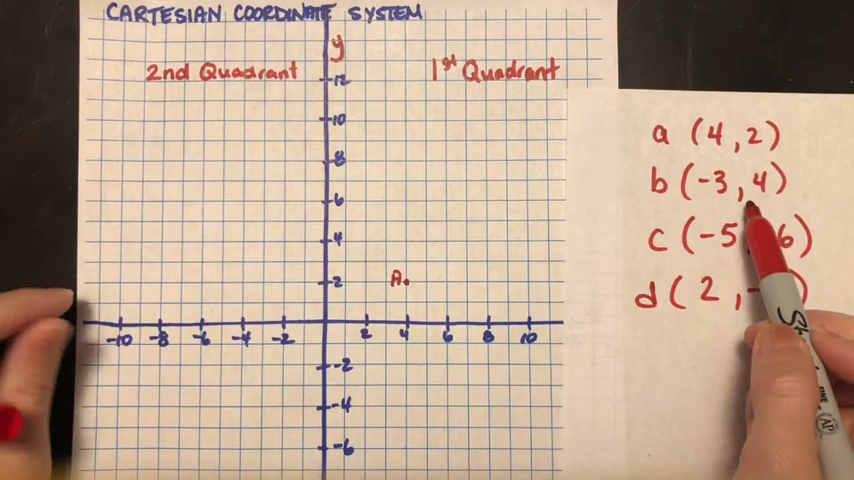 CARTESIAN COORDINATE SYSTEM
y
2nd Quadrant
1st Quadrant
12
10
8
6
4
2
A.
-10 -8 -6 -4 -2 2 4 6 8 10
-2
-4
-6
a (4,2)
b (-3,4)
c (-5, 6)
d (2,- )